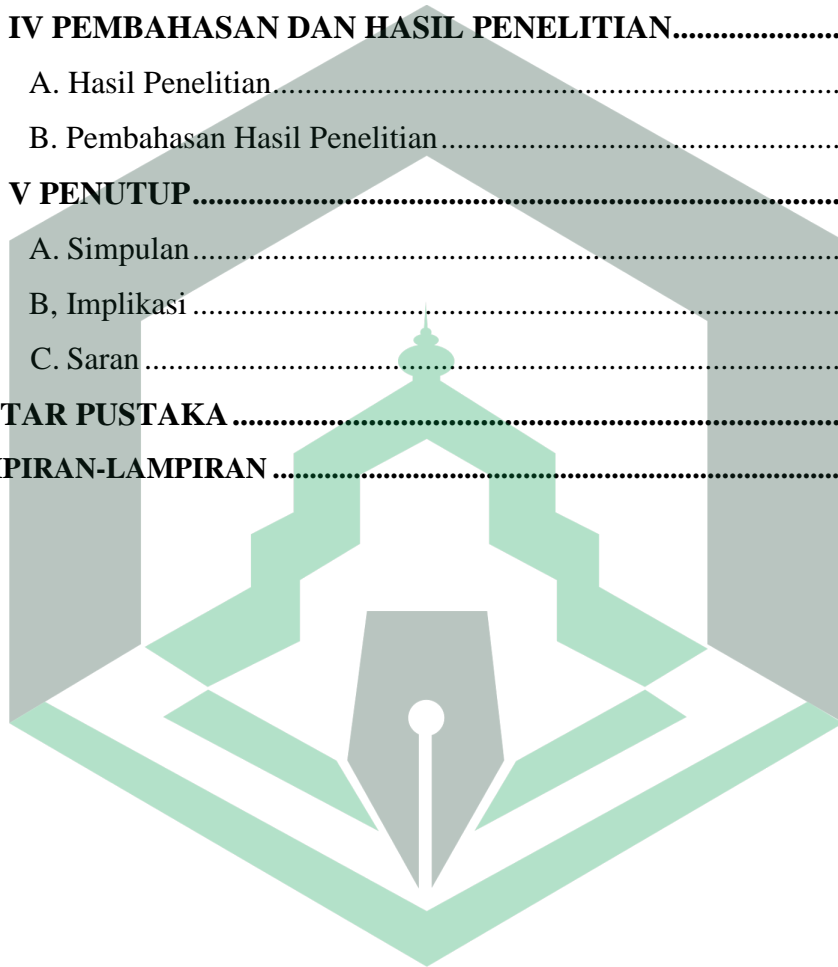 IV PEMBAHASAN DAN HASIL PENELITIAN......................
A. Hasil Penelitian..............................................................................
B. Pembahasan Hasil Penelitian........................................................
V PENUTUP..................................................................................
A. Simpulan.......................................................................................
B, Implikasi.......................................................................................
C. Saran.............................................................................................
TAR PUSTAKA.............................................................................
PIRAN-LAMPIRAN.......................................................................